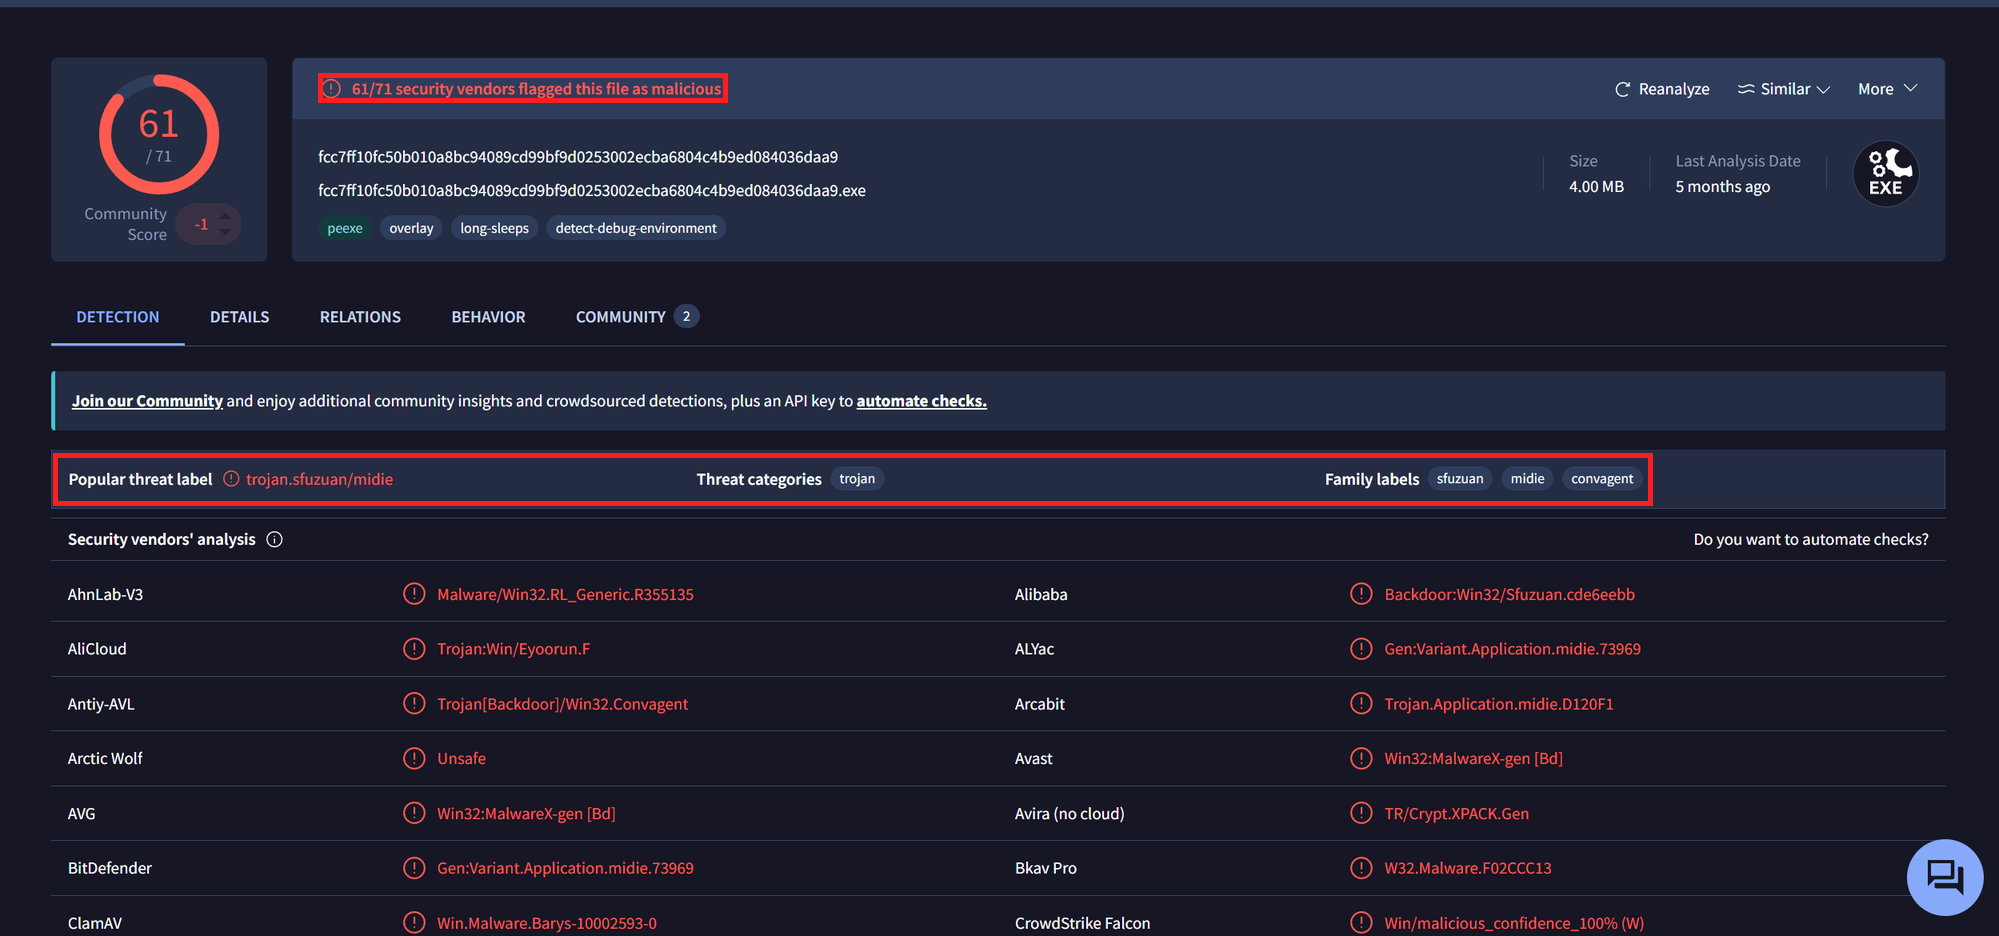 61
/ 71
Community
Score
-1
61/71 security vendors flagged this file as malicious
Reanalyze
Similar
More
fcc7ff10fc50b010a8bc94089cd99bf9d0253002ecba6804c4b9ed084036daa9
fcc7ff10fc50b010a8bc94089cd99bf9d0253002ecba6804c4b9ed084036daa9.exe
peexe overlay long-sleeps detect-debug-environment
Size
4.00 MB
Last Analysis Date
5 months ago
EXE
DETECTION DETAILS RELATIONS BEHAVIOR COMMUNITY 2
Join our Community and enjoy additional community insights and crowdsourced detections, plus an API key to automate checks.
Popular threat label trojan.sfuzuan/midie Threat categories trojan Family labels sfuzuan midie convagent
Security vendors' analysis Do you want to automate checks?
AhnLab-V3 Malware/Win32.RL_Generic.R355135 Alibaba Backdoor:Win32/Sfuzuan.cde6eebb
AliCloud Trojan:Win/Eyoorun.F ALYac Gen:Variant.Application.midie.73969
Antiy-AVL Trojan[Backdoor]/Win32.Convagent Arcabit Trojan.Application.midie.D120F1
Arctic Wolf Unsafe Avast Win32:MalwareX-gen [Bd]
AVG Win32:MalwareX-gen [Bd] Avira (no cloud) TR/Crypt.XPACK.Gen
BitDefender Gen:Variant.Application.midie.73969 Bkav Pro W32.Malware.F02CCC13
ClamAV Win.Malware.Barys-10002593-0 CrowdStrike Falcon Win/malicious_confidence_100% (W)